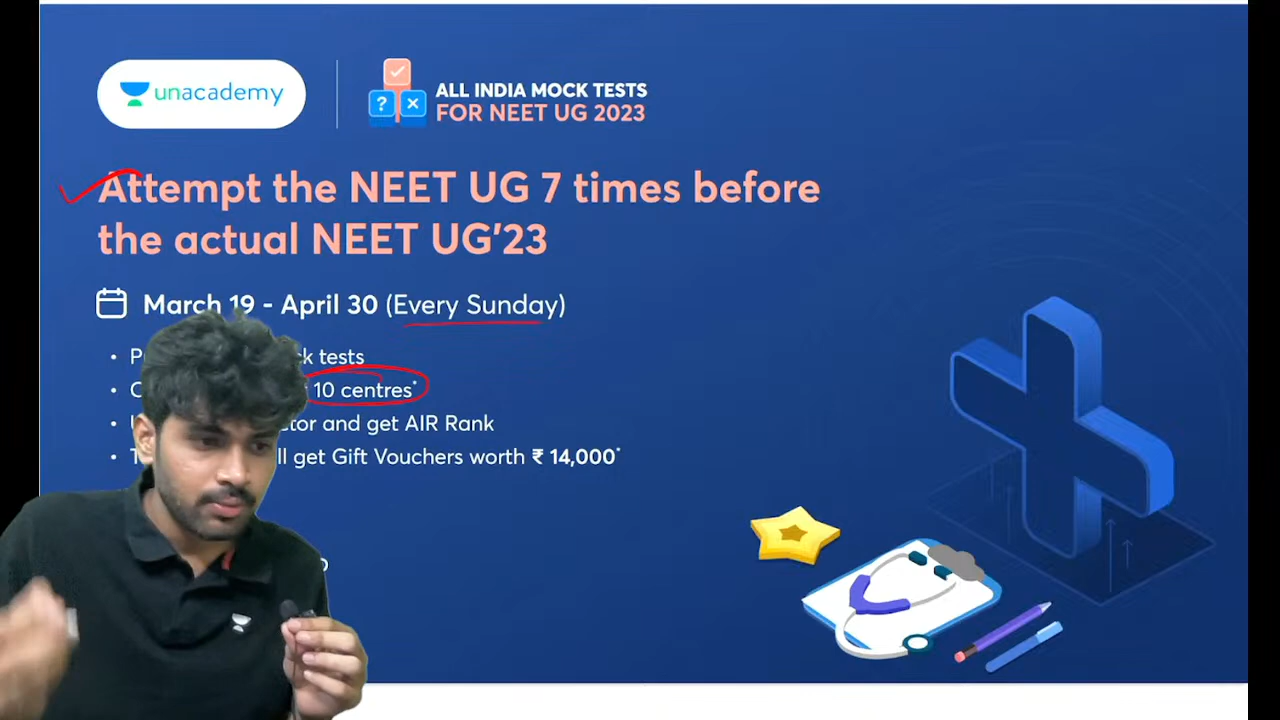 unacademy
ALL INDIA MOCK TESTS
FOR NEET UG 2023
Attempt the NEET UG 7 times before
the actual NEET UG'23
March 19 - April 30 (Every Sunday)
tests
10 centres*
and get AIR Rank
get Gift Vouchers worth ₹ 14,000*